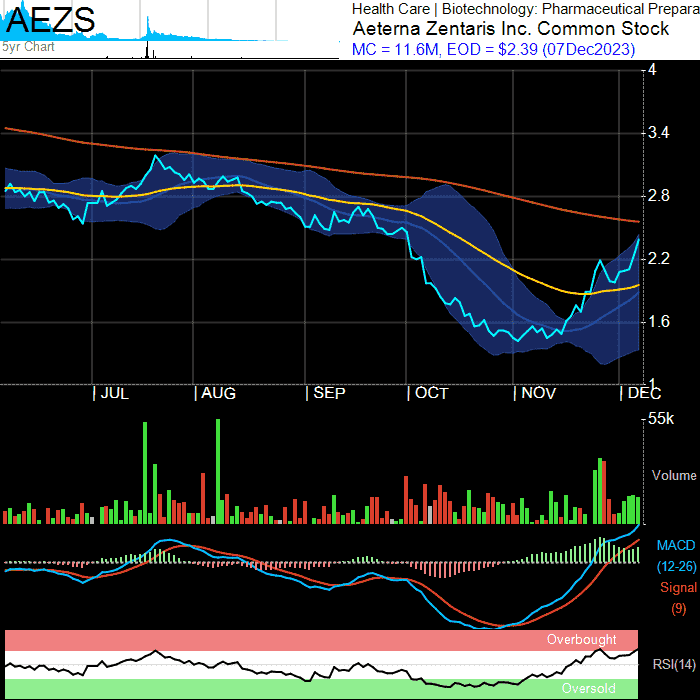 AEZS
5yr Chart
Health Care | Biotechnology: Pharmaceutical Prepara
Aeterna Zentaris Inc. Common Stock
MC = 11.6M, EOD = $2.39 (07Dec2023)
4
3.4
2.8
2.2
1.6
1
| JUL | AUG | SEP | OCT | NOV | DEC
55k
Volume
MACD
(12-26)
Signal
(9)
Overbought
RSI(14)
Oversold